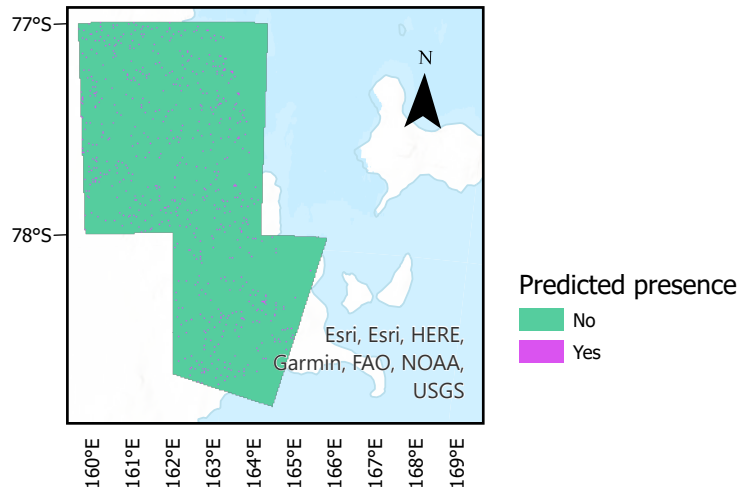 77°S
N
78°S
Esri, Esri, HERE,
Garmin, FAO, NOAA,
USGS
160°E
161°E
162°E
163°E
164°E
165°E
166°E
167°E
168°E
169°E
Predicted presence
No
Yes